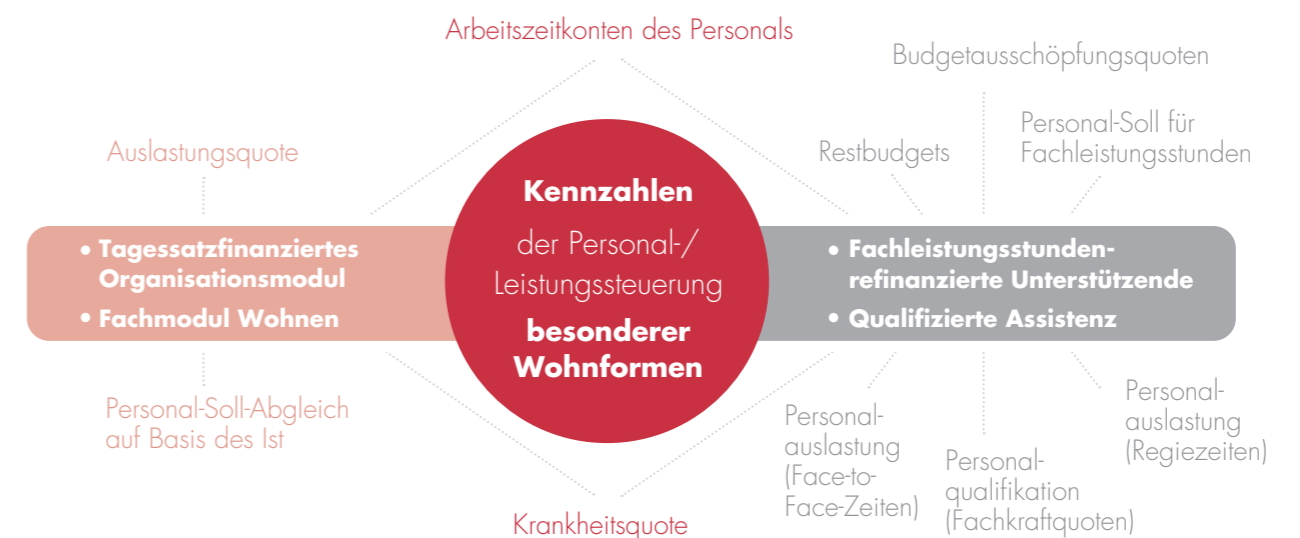 Arbeitszeitkonten des Personals
Budgetausschöpfungsquoten
Auslastungsquote
Restbudgets
Personal-Soll für
Fachleistungsstunden
• Tagessatzfinanziertes
Organisationsmodul
• Fachmodul Wohnen
Kennzahlen
der Personal-/
Leistungssteuerung
besonderer
Wohnformen
• Fachleistungsstunden-
refinanzierte Unterstützende
• Qualifizierte Assistenz
Personal-Soll-Abgleich
auf Basis des Ist
Krankheitsquote
Personal-
auslastung
(Face-to-
Face-Zeiten)
Personal-
qualifikation
(Fachkraftquoten)
Personal-
auslastung
(Regiezeiten)